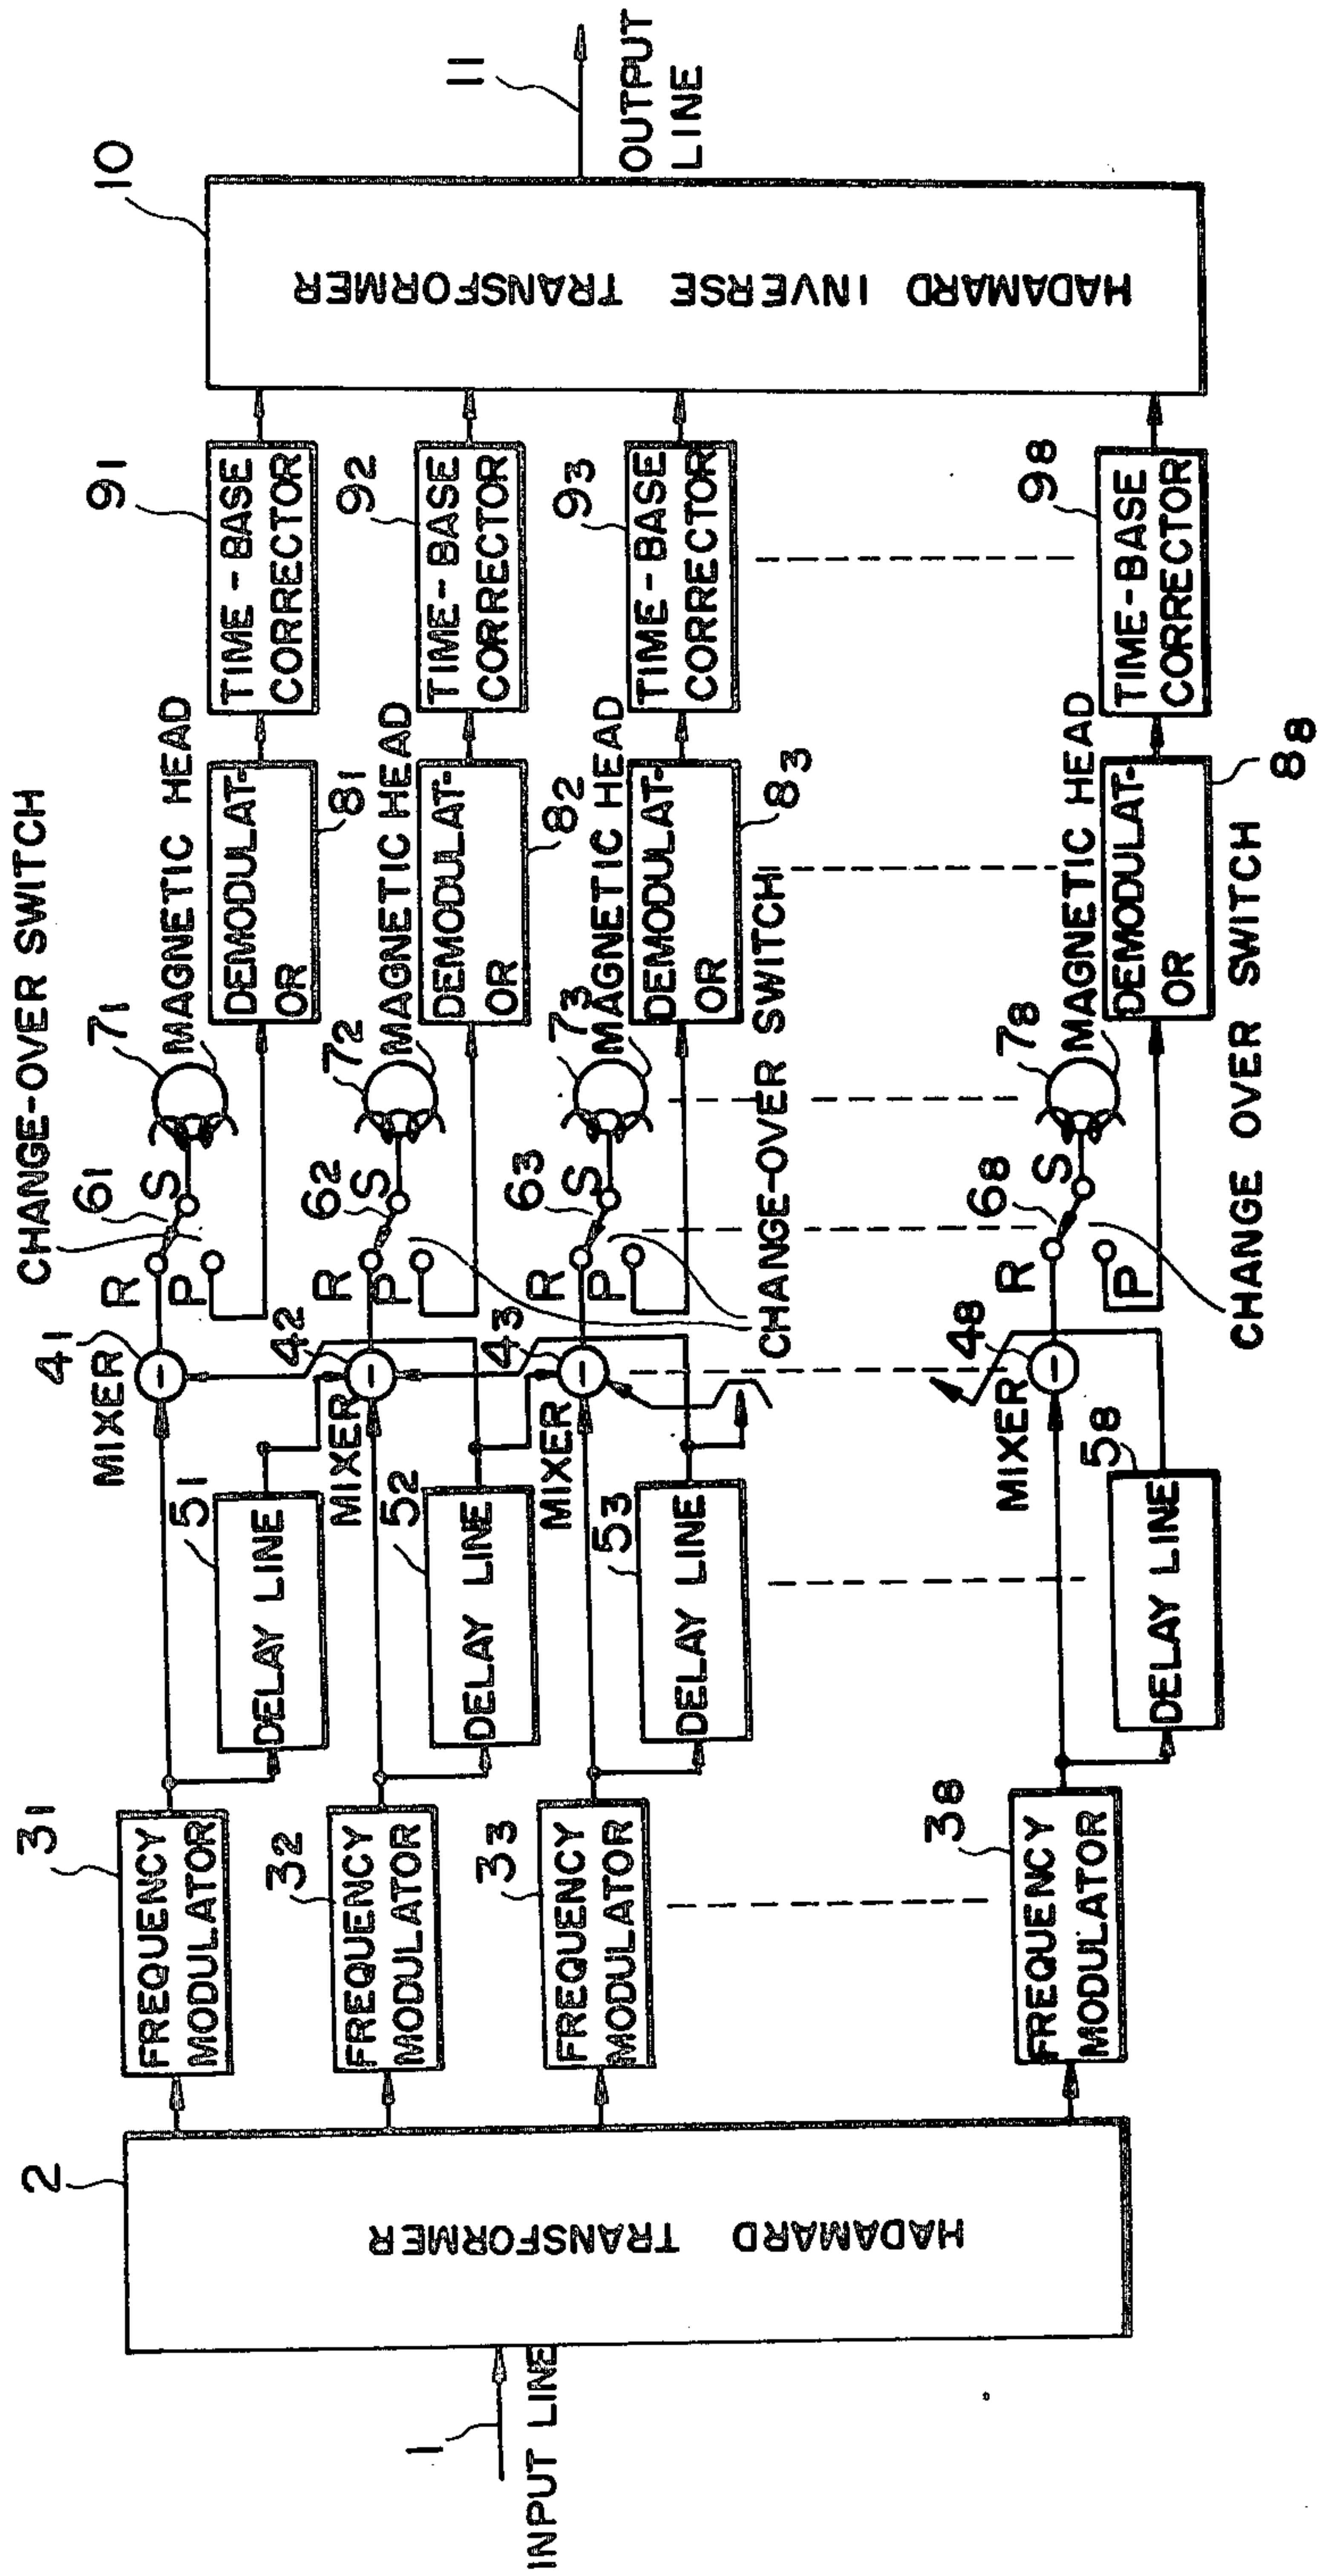 1
INPUT LINE
2
HADAMARD TRANSFORMER
3₁
FREQUENCY
MODULATOR
3₂
FREQUENCY
MODULATOR
3₃
FREQUENCY
MODULATOR
3₈
FREQUENCY
MODULATOR
5₁
DELAY LINE
5₂
DELAY LINE
5₃
DELAY LINE
5₈
DELAY LINE
MIXER
4₁
MIXER
4₂
MIXER
4₃
MIXER
4₈
CHANGE-OVER SWITCH
R
6₁
S
P
R
6₂
S
P
R
6₃
S
P
CHANGE-OVER SWITCH
R
6₈
S
P
CHANGE OVER SWITCH
7₁
MAGNETIC HEAD
7₂
MAGNETIC HEAD
7₃
MAGNETIC HEAD
7₈
MAGNETIC HEAD
DEMODULAT-
OR
8₁
DEMODULAT-
OR
8₂
DEMODULAT-
OR
8₃
DEMODULAT-
OR
8₈
9₁
TIME-BASE
CORRECTOR
9₂
TIME-BASE
CORRECTOR
9₃
TIME-BASE
CORRECTOR
9₈
TIME-BASE
CORRECTOR
10
HADAMARD INVERSE TRANSFORMER
11
OUTPUT
LINE